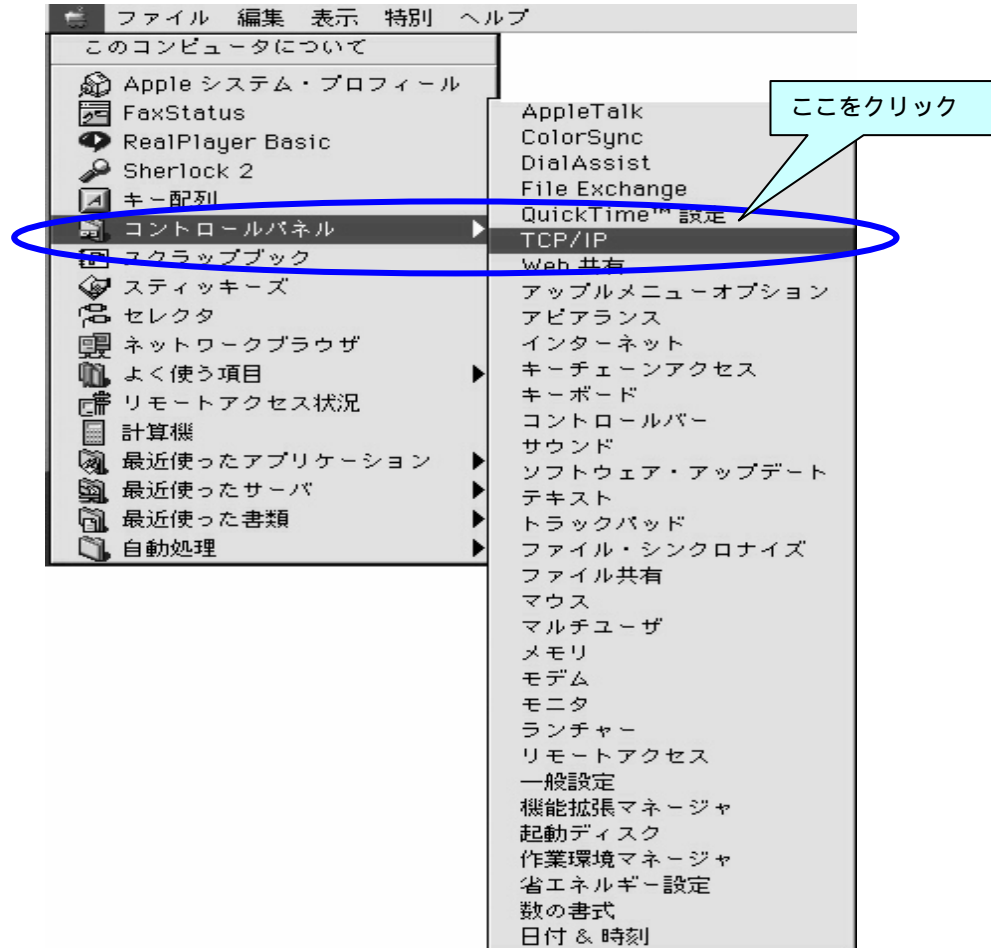 ファイル 編集 表示 特別 ヘルプ
このコンピュータについて
Apple システム・プロフィール
FaxStatus
RealPlayer Basic
Sherlock 2
キー配列
コントロールパネル
スクラップブック
スティッキーズ
セレクタ
ネットワークブラウザ
よく使う項目
リモートアクセス状況
計算機
最近使ったアプリケーション
最近使ったサーバ
最近使った書類
自動処理
ここをクリック
AppleTalk
ColorSync
DialAssist
File Exchange
QuickTime™ 設定
TCP/IP
Web 共有
アップルメニューオプション
アピアランス
インターネット
キーチェーンアクセス
キーボード
コントロールバー
サウンド
ソフトウェア・アップデート
テキスト
トラックパッド
ファイル・シンクロナイズ
ファイル共有
マウス
マルチユーザ
メモリ
モデム
モニタ
ランチャー
リモートアクセス
一般設定
機能拡張マネージャ
起動ディスク
作業環境マネージャ
省エネルギー設定
数の書式
日付 & 時刻